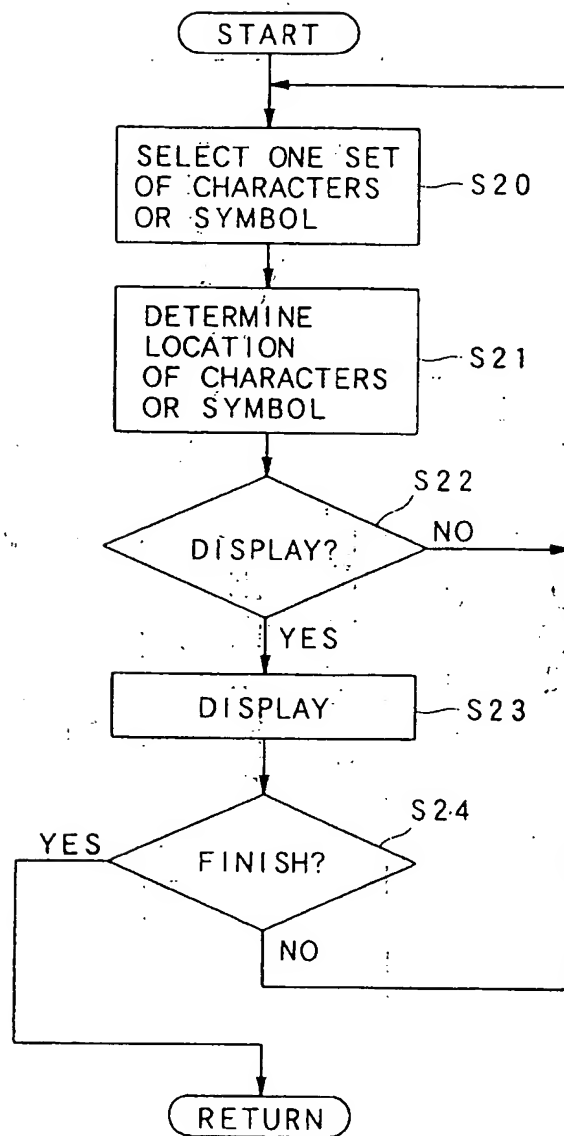 START
SELECT ONE SET
OF CHARACTERS
OR SYMBOL
S20
DETERMINE
LOCATION
OF CHARACTERS
OR SYMBOL
S21
S22
DISPLAY?
NO
YES
DISPLAY
S23
S24
YES
FINISH?
NO
RETURN